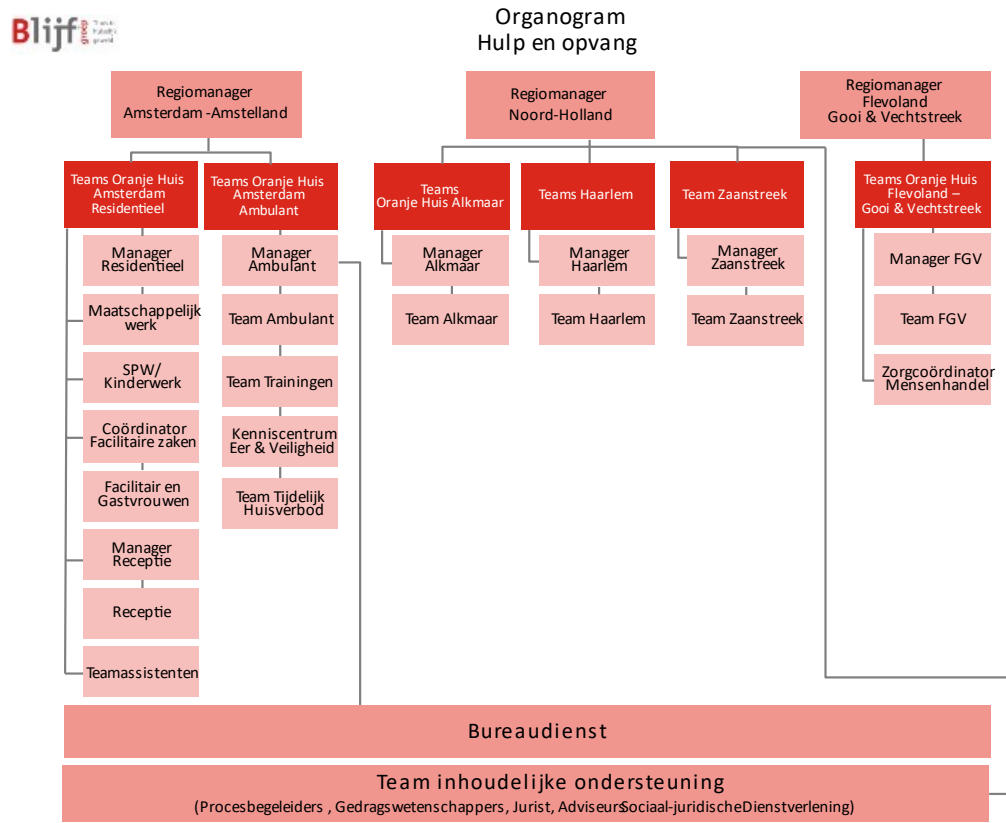 Blijf
groep
Organogram
Hulp en opvang
Regiomanager
Amsterdam -Amstelland
Regiomanager
Noord-Holland
Regiomanager
Flevoland
Gooi & Vechtstreek
Teams Oranje Huis
Amsterdam
Residentieel
Teams Oranje Huis
Amsterdam
Ambulant
Teams
Oranje Huis Alkmaar
Teams Haarlem
Team Zaanstreek
Teams Oranje Huis
Flevoland –
Gooi & Vechtstreek
Manager
Residentieel
Manager
Ambulant
Manager
Alkmaar
Manager
Haarlem
Manager
Zaanstreek
Manager FGV
Maatschappelijk
werk
Team Ambulant
Team Alkmaar
Team Haarlem
Team Zaanstreek
Team FGV
SPW/
Kinderwerk
Team Trainingen
Zorgcoördinator
Mensenhandel
Coördinator
Facilitaire zaken
Kenniscentrum
Eer & Veiligheid
Facilitair en
Gastvrouwen
Team Tijdelijk
Huisverbod
Manager
Receptie
Receptie
Teamassistenten
Bureaudienst
Team inhoudelijke ondersteuning
(Procesbegeleiders , Gedragswetenschappers, Jurist, AdviseursSociaal-juridischeDienstverlening)